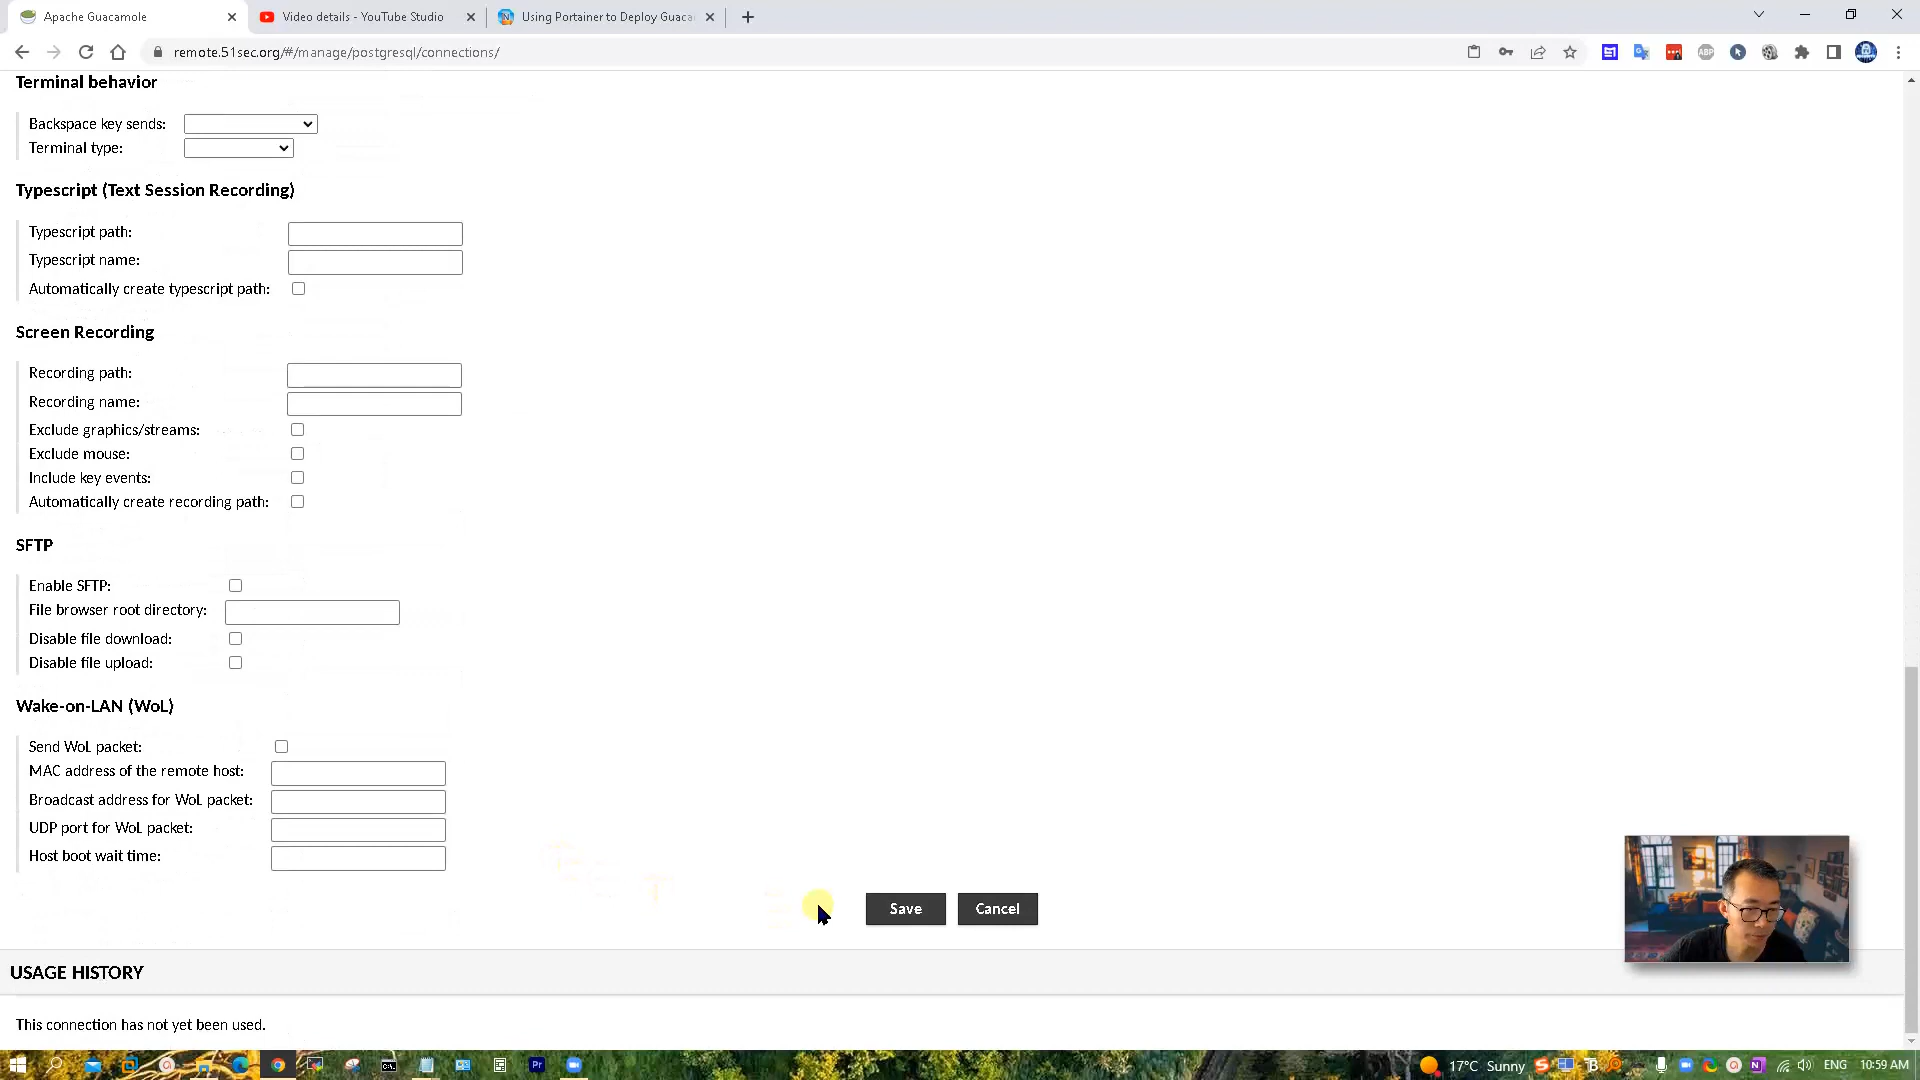 Apache Guacamole
Video details - YouTube Studio
Using Portainer to Deploy Guaca
remote.51sec.org/#/manage/postgresql/connections/
Terminal behavior
Backspace key sends:
Terminal type:
Typescript (Text Session Recording)
Typescript path:
Typescript name:
Automatically create typescript path:
Screen Recording
Recording path:
Recording name:
Exclude graphics/streams:
Exclude mouse:
Include key events:
Automatically create recording path:
SFTP
Enable SFTP:
File browser root directory:
Disable file download:
Disable file upload:
Wake-on-LAN (WoL)
Send WoL packet:
MAC address of the remote host:
Broadcast address for WoL packet:
UDP port for WoL packet:
Host boot wait time:
Save Cancel
USAGE HISTORY
This connection has not yet been used.
17°C Sunny
ENG
10:59 AM